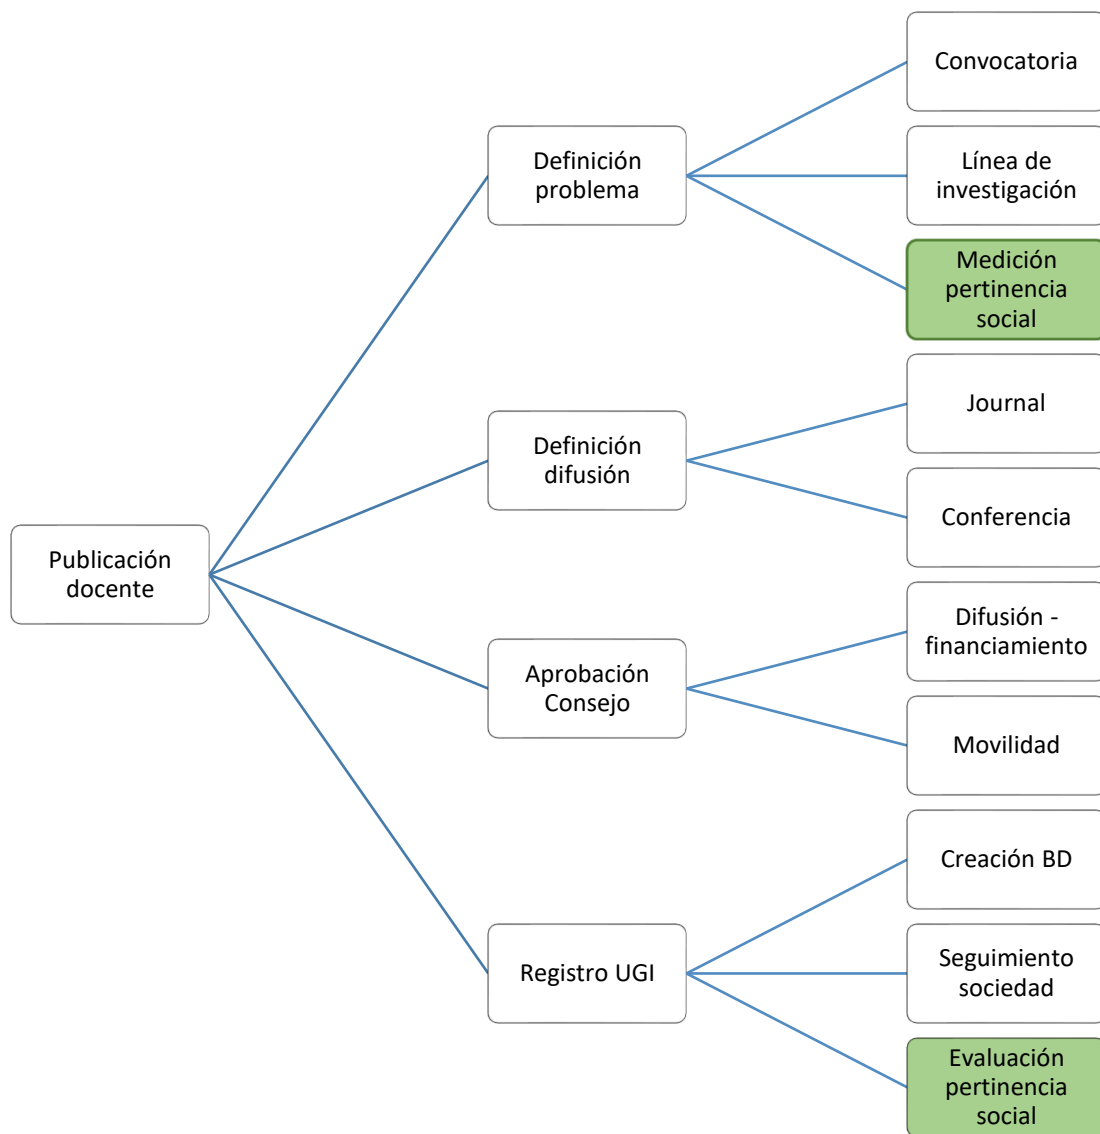 Publicación
docente
Definición
problema
Convocatoria
Línea de
investigación
Medición
pertinencia
social
Definición
difusión
Journal
Conferencia
Aprobación
Consejo
Difusión -
financiamiento
Movilidad
Registro UGI
Creación BD
Seguimiento
sociedad
Evaluación
pertinencia
social